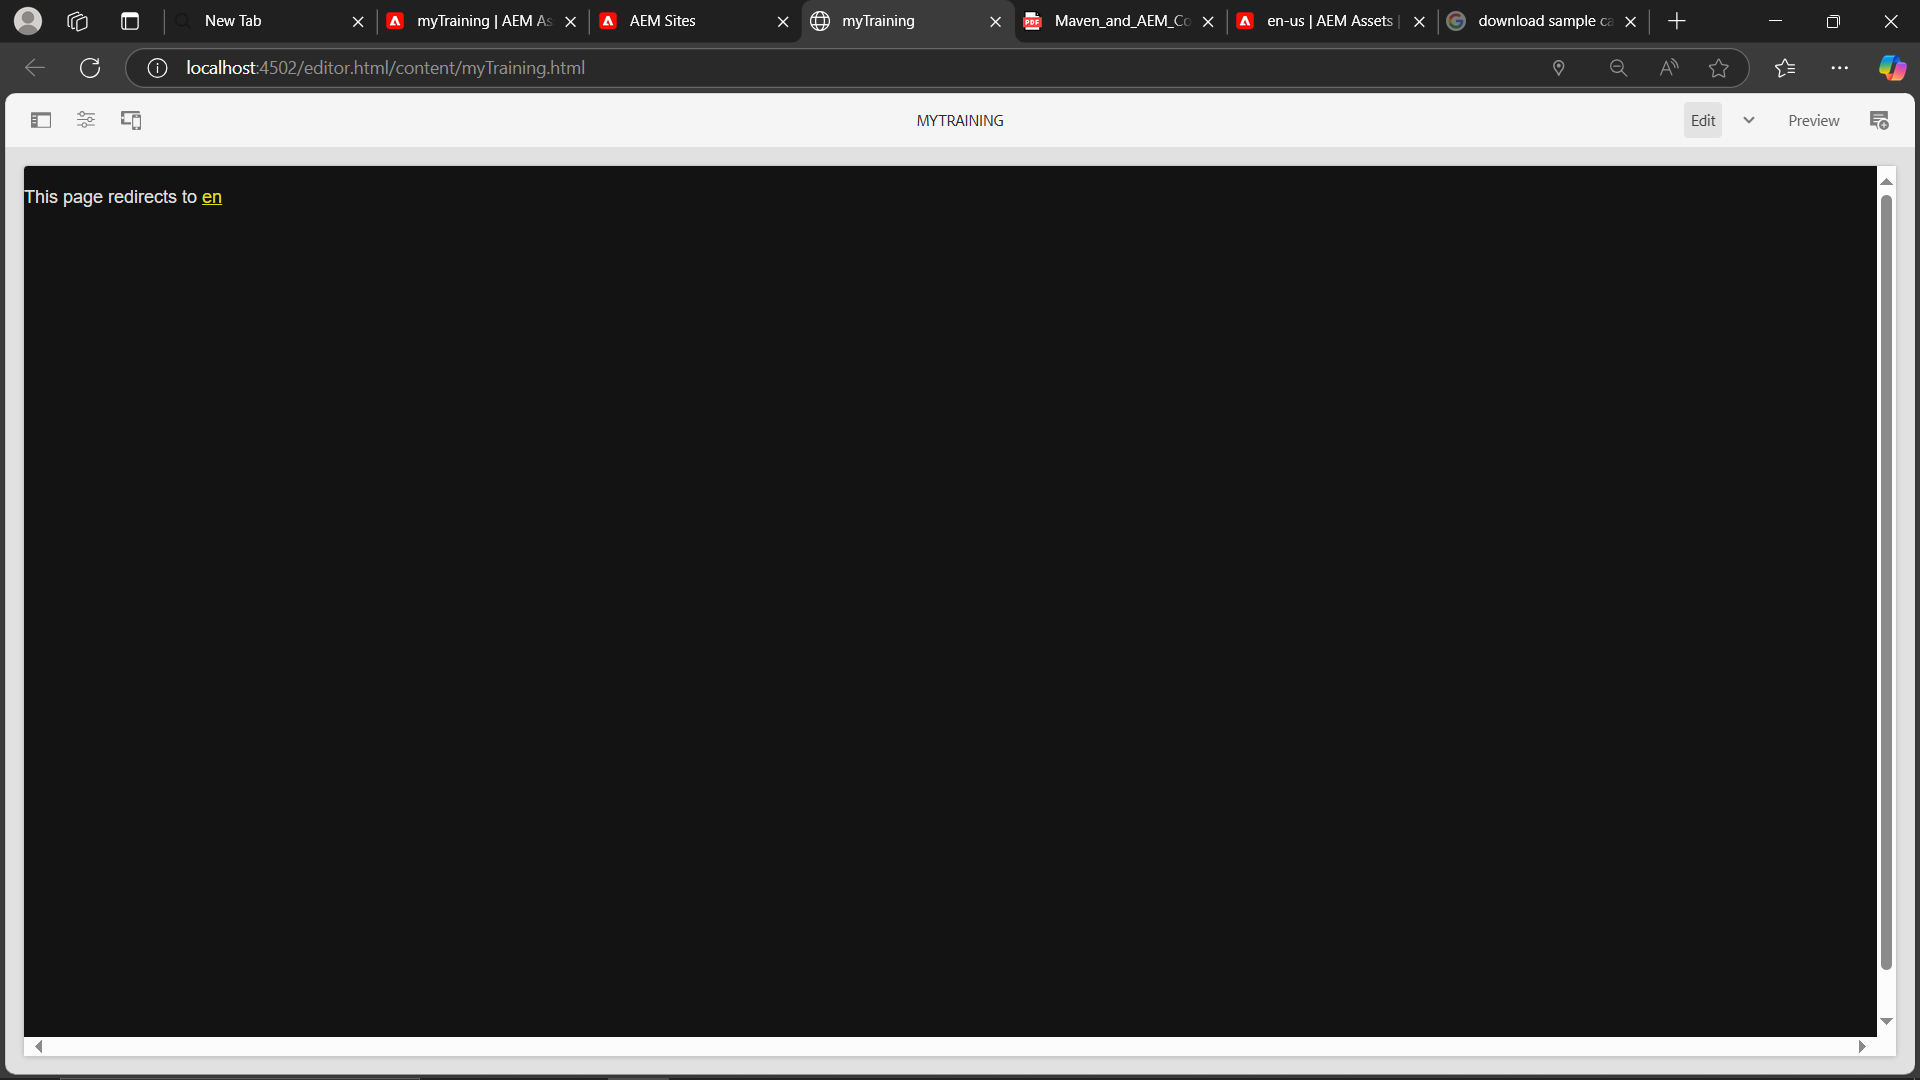 New Tab
myTraining | AEM As
AEM Sites
myTraining
PDF
Maven_and_AEM_Co
en-us | AEM Assets |
download sample ca
localhost:4502/editor.html/content/myTraining.html
MYTRAINING
Edit
Preview
This page redirects to en